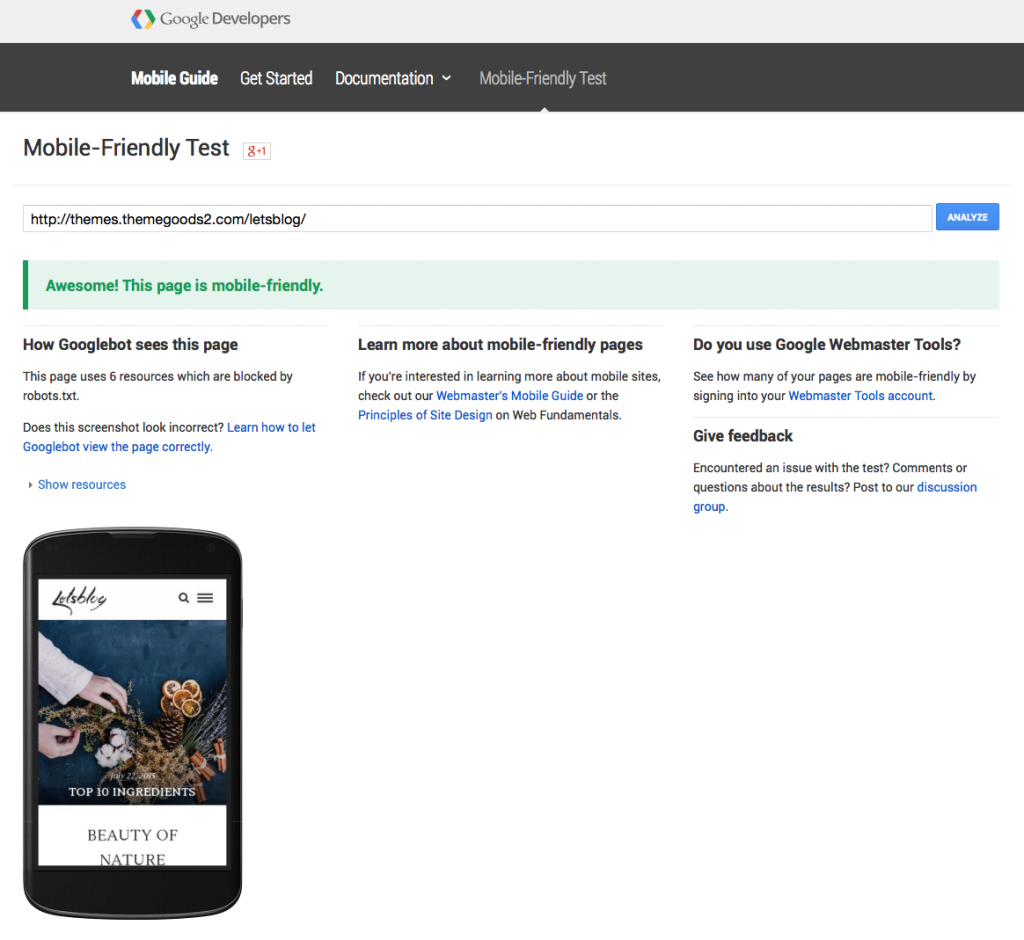 Google Developers
Mobile Guide Get Started Documentation Mobile-Friendly Test
Mobile-Friendly Test g+1
http://themes.themegoods2.com/letsblog/ ANALYZE
Awesome! This page is mobile-friendly.
How Googlebot sees this page
This page uses 6 resources which are blocked by
robots.txt.
Does this screenshot look incorrect? Learn how to let
Googlebot view the page correctly.
Show resources
Learn more about mobile-friendly pages
If you're interested in learning more about mobile sites,
check out our Webmaster's Mobile Guide or the
Principles of Site Design on Web Fundamentals.
Do you use Google Webmaster Tools?
See how many of your pages are mobile-friendly by
signing into your Webmaster Tools account.
Give feedback
Encountered an issue with the test? Comments or
questions about the results? Post to our discussion
group.
Letsblog
July 22, 2015
TOP 10 INGREDIENTS
BEAUTY OF
NATURE